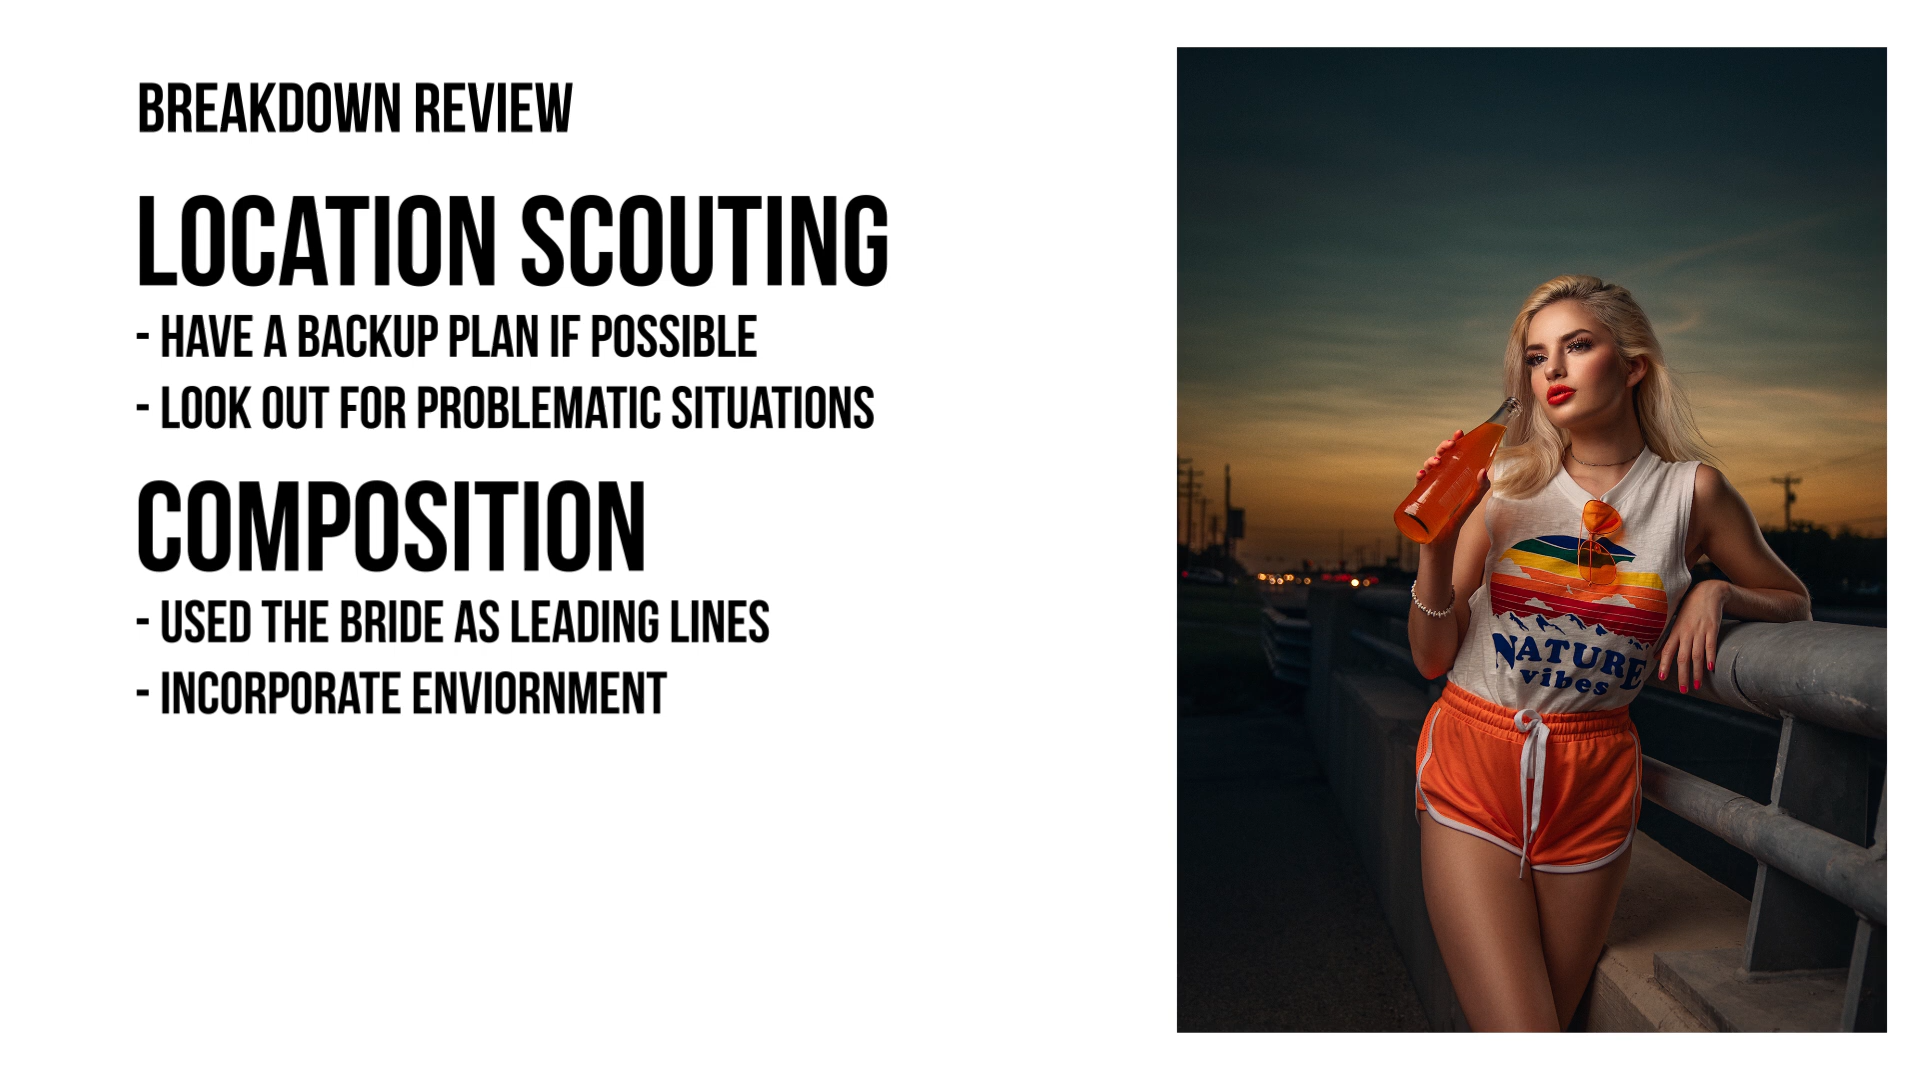 BREAKDOWN REVIEW
LOCATION SCOUTING
- HAVE A BACKUP PLAN IF POSSIBLE
- LOOK OUT FOR PROBLEMATIC SITUATIONS
COMPOSITION
- USED THE BRIDE AS LEADING LINES
- INCORPORATE ENVIORNMENT
NATURE
vibes